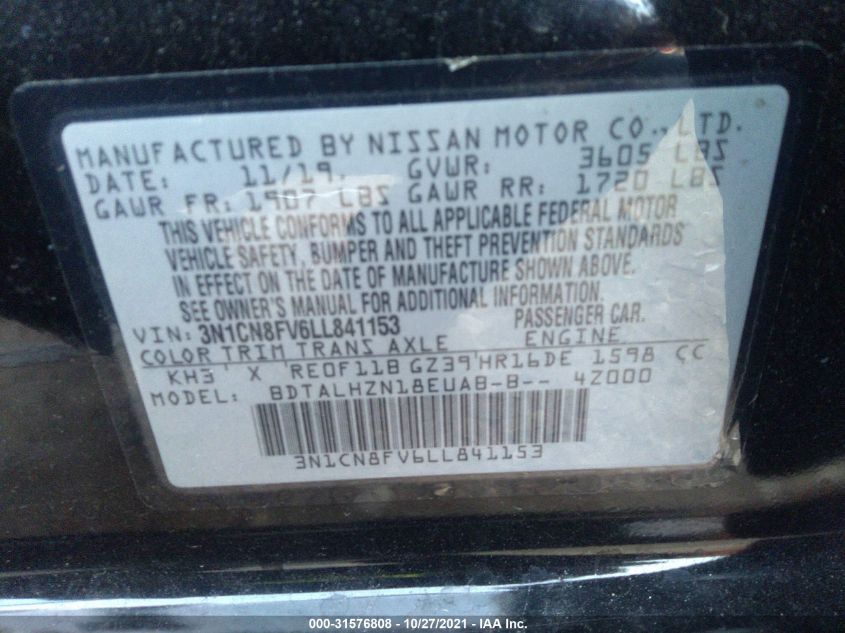 MANUFACTURED BY NISSAN MOTOR CO.,LTD.
DATE: 11/19. GVWR: 3605 LBS
GAWR FR: 1907 LBS GAWR RR: 1720 LBS
THIS VEHICLE CONFORMS TO ALL APPLICABLE FEDERAL MOTOR
VEHICLE SAFETY, BUMPER AND THEFT PREVENTION STANDARDS
IN EFFECT ON THE DATE OF MANUFACTURE SHOWN ABOVE.
SEE OWNER'S MANUAL FOR ADDITIONAL INFORMATION.
VIN: 3N1CN8FV6LL841153 PASSENGER CAR.
COLOR TRIM TRANS AXLE ENGINE
KH3 X RE0F11B GZ39 HR16DE 1598 CC
MODEL: BDTALHZN18EUAB-B-- 4Z000
3N1CN8FV6LL841153
000-31576808 | 10/27/2021 - IAA Inc.